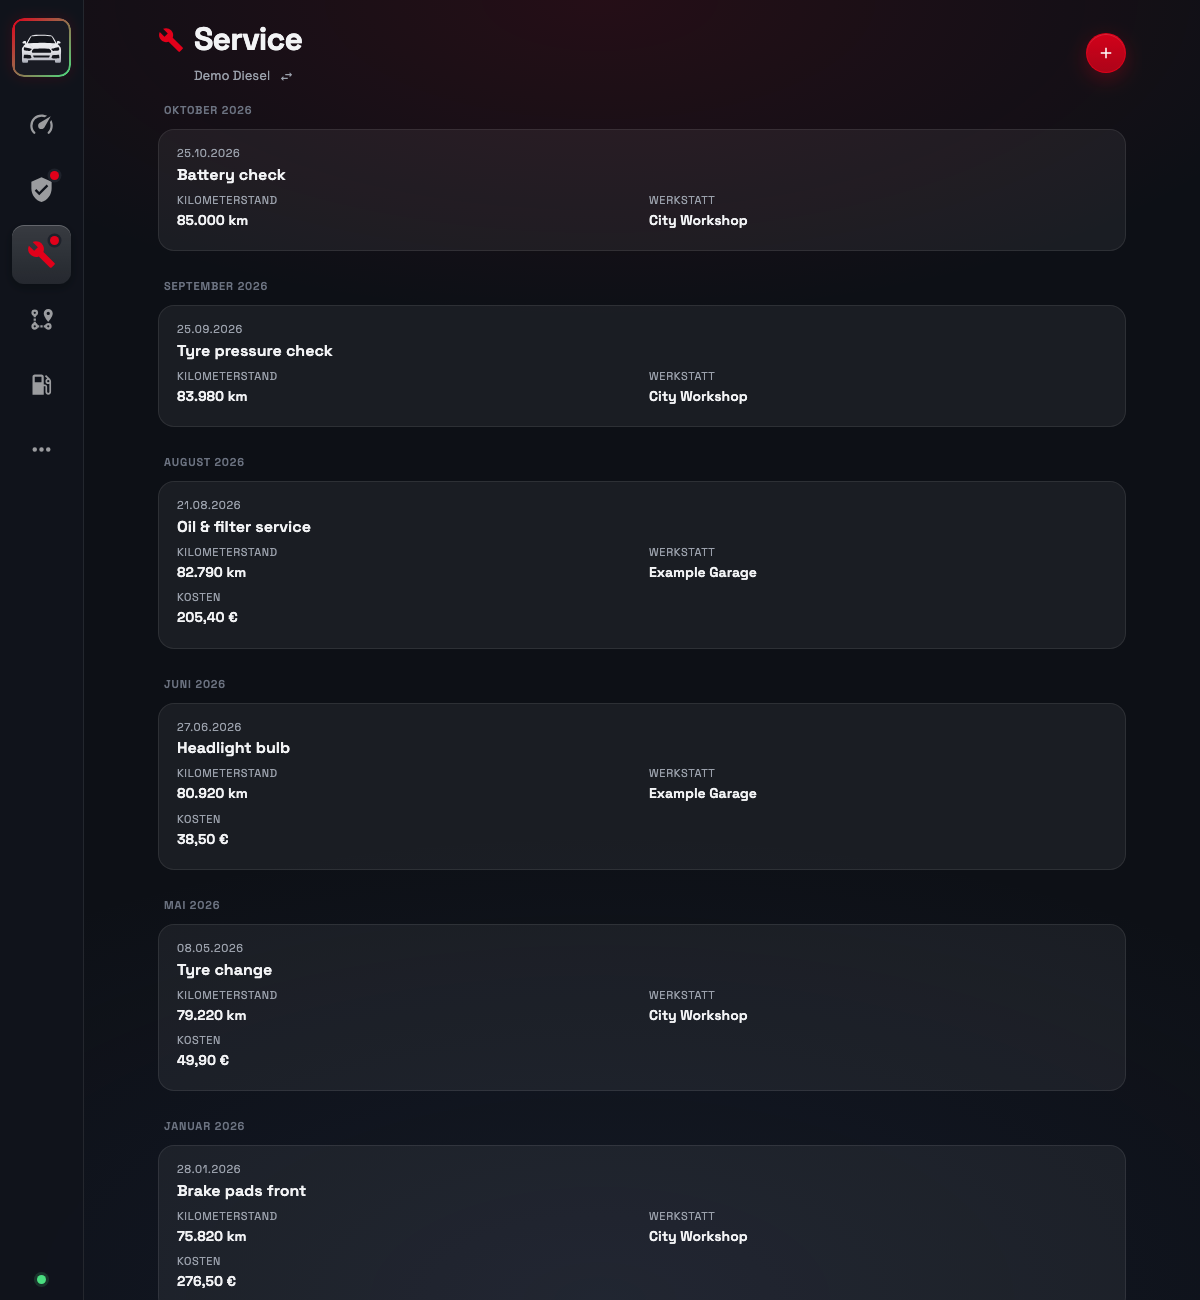 Service
Demo Diesel
OKTOBER 2026
25.10.2026
Battery check
KILOMETERSTAND WERKSTATT
85.000 km City Workshop
SEPTEMBER 2026
25.09.2026
Tyre pressure check
KILOMETERSTAND WERKSTATT
83.980 km City Workshop
AUGUST 2026
21.08.2026
Oil & filter service
KILOMETERSTAND WERKSTATT
82.790 km Example Garage
KOSTEN
205,40 €
JUNI 2026
27.06.2026
Headlight bulb
KILOMETERSTAND WERKSTATT
80.920 km Example Garage
KOSTEN
38,50 €
MAI 2026
08.05.2026
Tyre change
KILOMETERSTAND WERKSTATT
79.220 km City Workshop
KOSTEN
49,90 €
JANUAR 2026
28.01.2026
Brake pads front
KILOMETERSTAND WERKSTATT
75.820 km City Workshop
KOSTEN
276,50 €